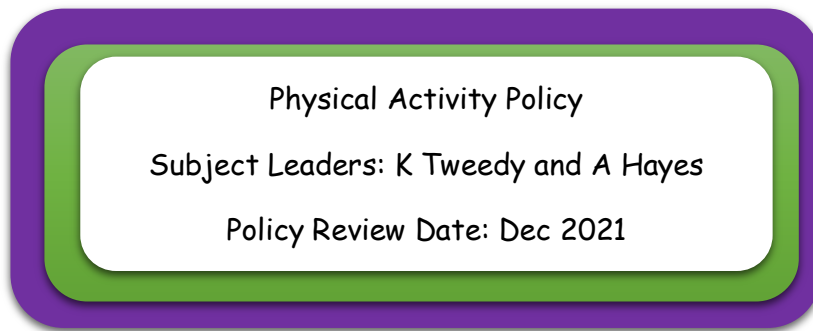 Physical Activity Policy
Subject Leaders: K Tweedy and A Hayes
Policy Review Date: Dec 2021